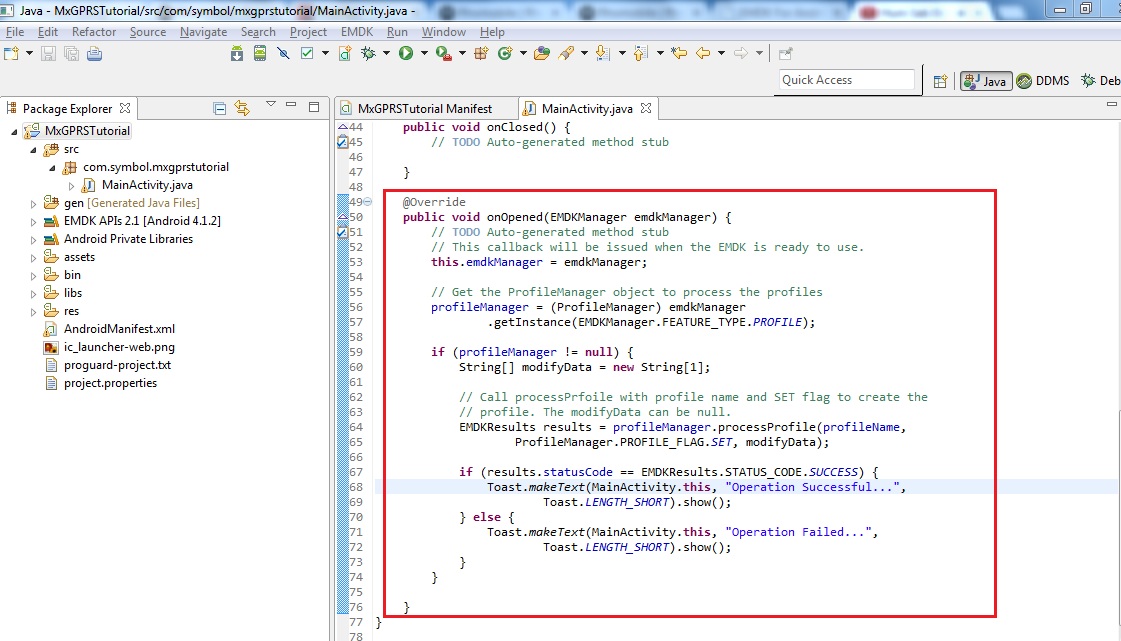 Java - MxGPRSTutorial/src/com/symbol/mxgprstutorial/MainActivity.java -
File Edit Refactor Source Navigate Search Project EMDK Run Window Help
Quick Access
Java DDMS Deb
Package Explorer
MxGPRSTutorial Manifest MainActivity.java
MxGPRSTutorial
src
com.symbol.mxgprstutorial
MainActivity.java
gen [Generated Java Files]
EMDK APIs 2.1 [Android 4.1.2]
Android Private Libraries
assets
bin
libs
res
AndroidManifest.xml
ic_launcher-web.png
proguard-project.txt
project.properties
44 public void onClosed() {
45 // TODO Auto-generated method stub
46
47 }
48
49 @Override
50 public void onOpened(EMDKManager emdkManager) {
51 // TODO Auto-generated method stub
52 // This callback will be issued when the EMDK is ready to use.
53 this.emdkManager = emdkManager;
54
55 // Get the ProfileManager object to process the profiles
56 profileManager = (ProfileManager) emdkManager
57 .getInstance(EMDKManager.FEATURE_TYPE.PROFILE);
58
59 if (profileManager != null) {
60 String[] modifyData = new String[1];
61
62 // Call processPrfoile with profile name and SET flag to create the
63 // profile. The modifyData can be null.
64 EMDKResults results = profileManager.processProfile(profileName,
65 ProfileManager.PROFILE_FLAG.SET, modifyData);
66
67 if (results.statusCode == EMDKResults.STATUS_CODE.SUCCESS) {
68 Toast.makeText(MainActivity.this, "Operation Successful...",
69 Toast.LENGTH_SHORT).show();
70 } else {
71 Toast.makeText(MainActivity.this, "Operation Failed...",
72 Toast.LENGTH_SHORT).show();
73 }
74 }
75
76 }
77 }
78